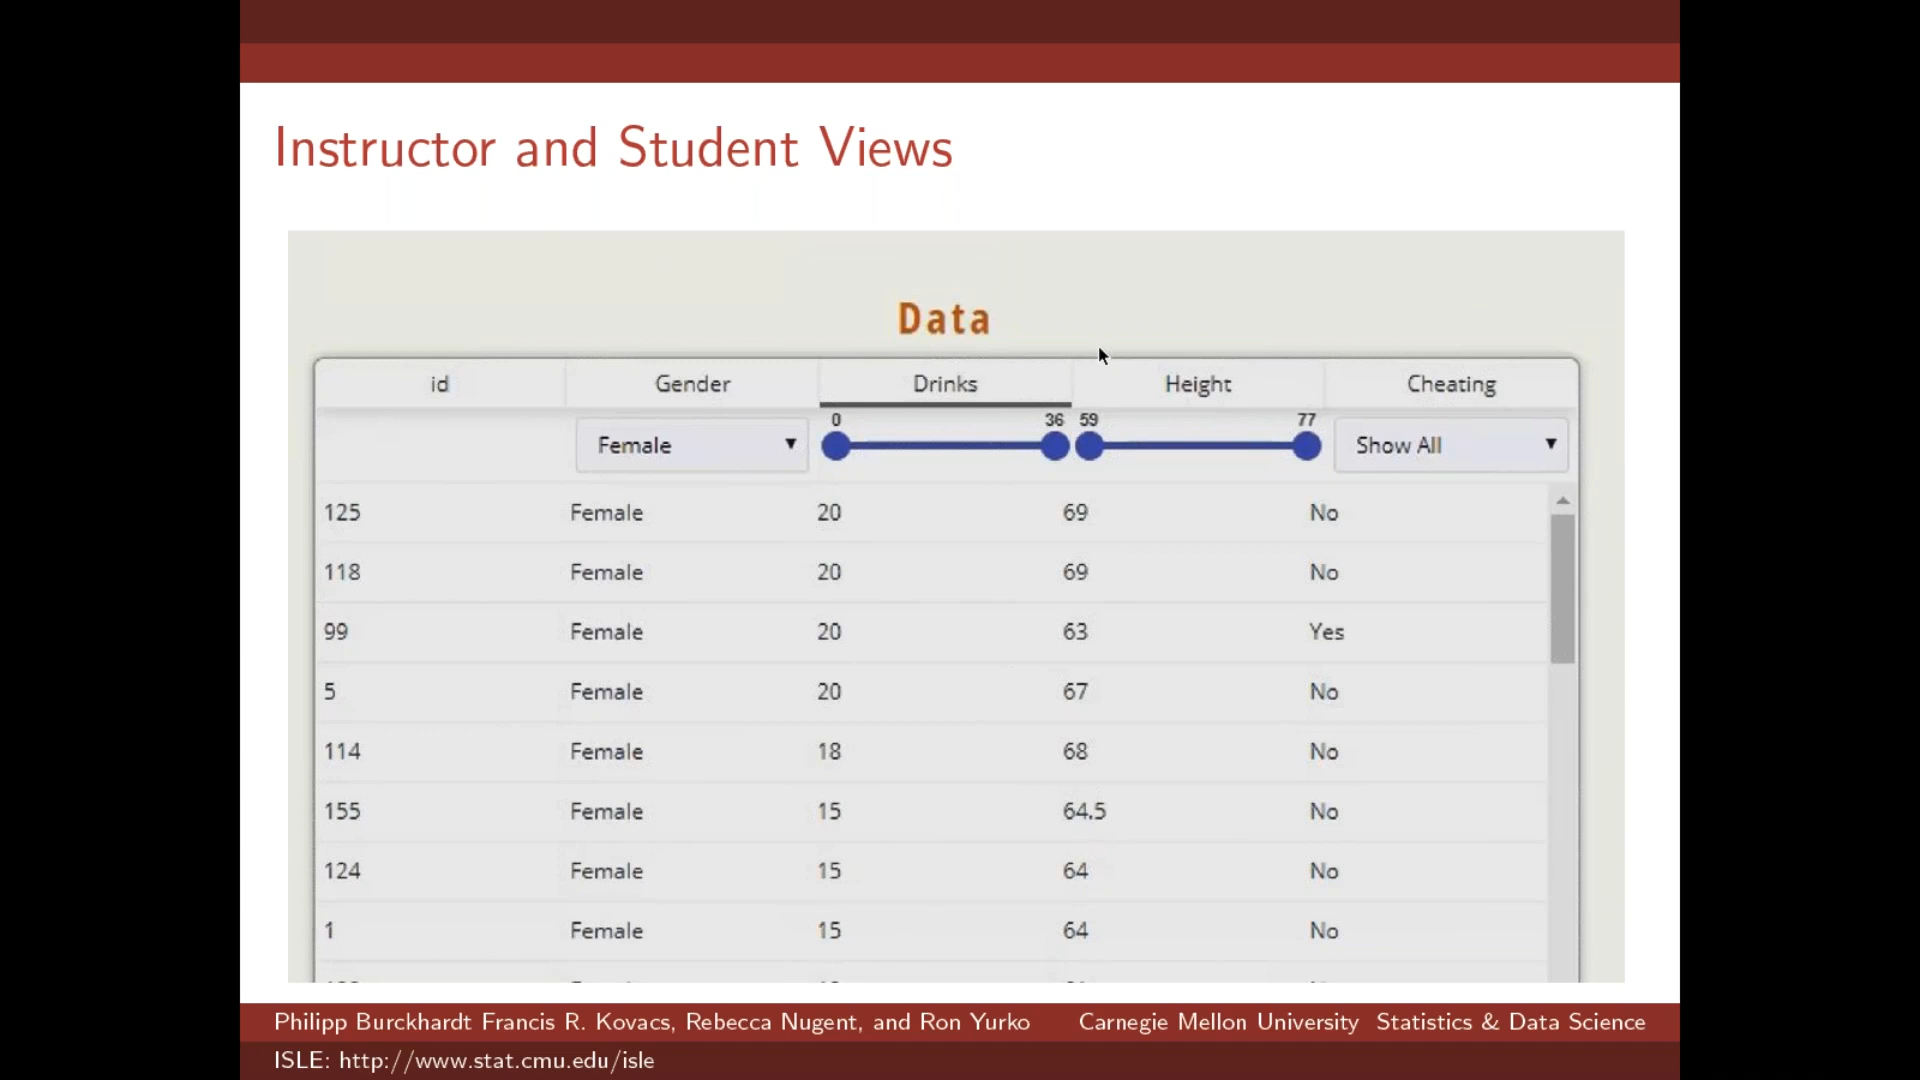 Instructor and Student Views
Data
id Gender Drinks Height Cheating
0 36 59 77
Female Show All
125 Female 20 69 No
118 Female 20 69 No
99 Female 20 63 Yes
5 Female 20 67 No
114 Female 18 68 No
155 Female 15 64.5 No
124 Female 15 64 No
1 Female 15 64 No
Philipp Burckhardt Francis R. Kovacs, Rebecca Nugent, and Ron Yurko Carnegie Mellon University Statistics & Data Science
ISLE: http://www.stat.cmu.edu/isle